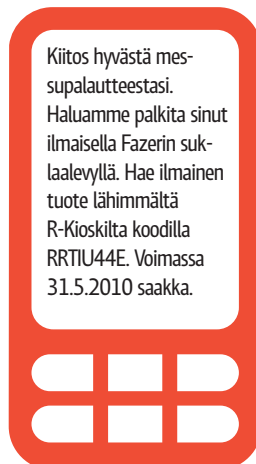 Kiitos hyvästä mes-
supalautteestasi.
Haluamme palkita sinut
ilmaisella Fazerin suk-
laalevyllä. Hae ilmainen
tuote lähimmältä
R-Kioskilta koodilla
RRTIU44E. Voimassa
31.5.2010 saakka.